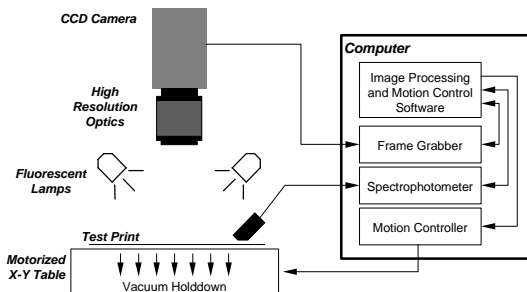 CCD Camera
High
Resolution
Optics
Fluorescent
Lamps
Test Print
Motorized
X-Y Table
Vacuum Holddown
Computer
Image Processing
and Motion Control
Software
Frame Grabber
Spectrophotometer
Motion Controller